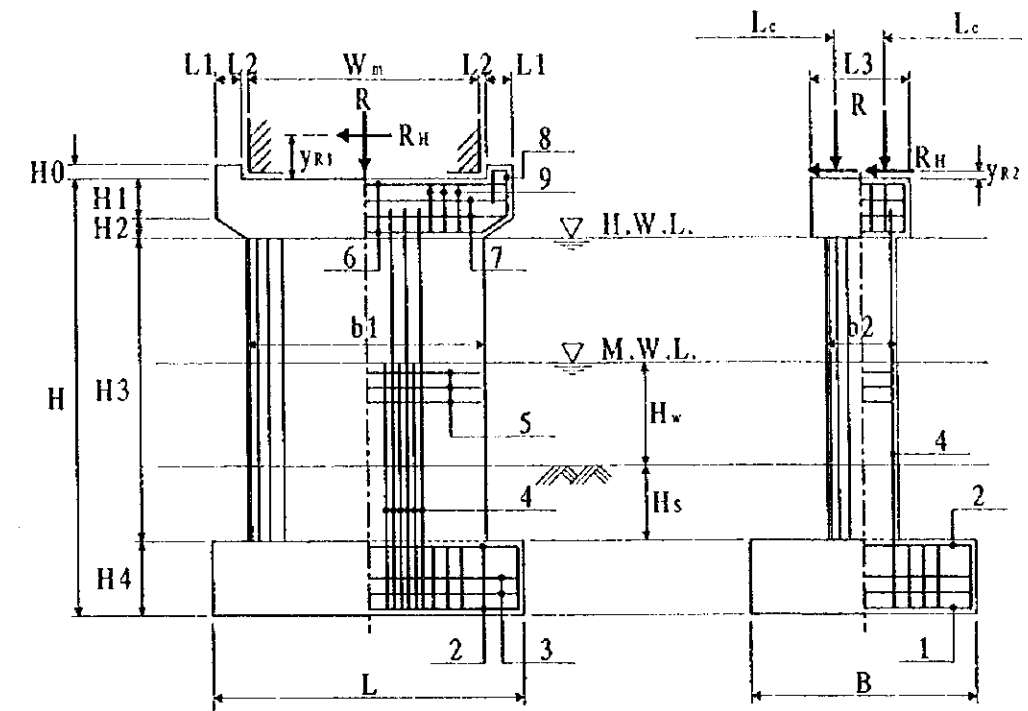 Lc Lc
L1 L2 Wm L2 L1 L3
R R
RH 8 RH
H0 yR1 yR2
H1 9
H2 H.W.L.
6 7
b1 b2
M.W.L.
H H3 Hw
5
4 4
Hs 2
H4
2 3 1
L B